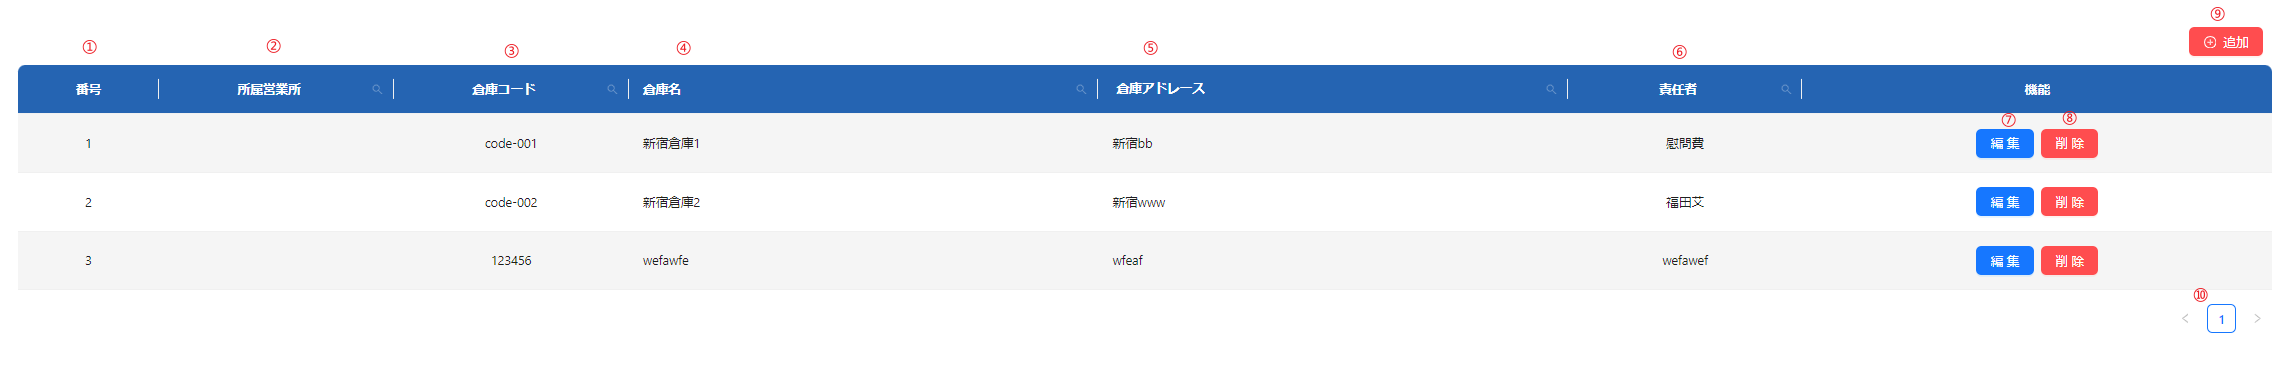 ⑨
追加
① ② ③ ④ ⑤ ⑥
番号 所属営業所 倉庫コード 倉庫名 倉庫アドレース 責任者 機能
⑦ ⑧
1 code-001 新宿倉庫1 新宿bb 慰問費 編集 削除
2 code-002 新宿倉庫2 新宿www 福田苂 編集 削除
3 123456 wefawfe wfeaf wefawef 編集 削除
⑩
< 1 >